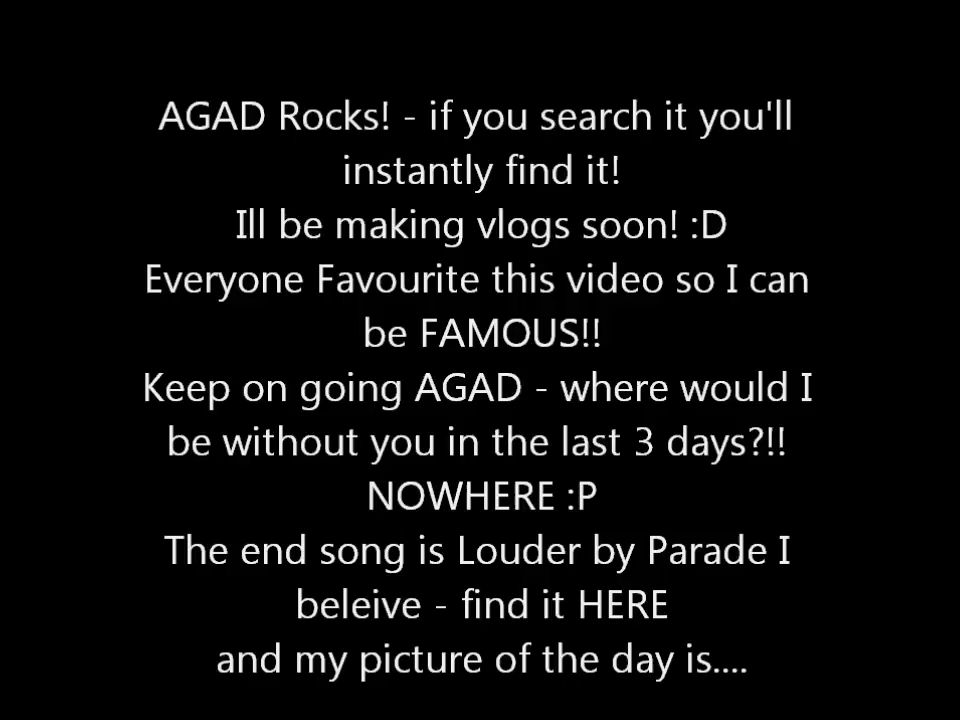 AGAD Rocks! - if you search it you'll
instantly find it!
Ill be making vlogs soon! :D
Everyone Favourite this video so I can
be FAMOUS!!
Keep on going AGAD - where would I
be without you in the last 3 days?!!
NOWHERE :P
The end song is Louder by Parade I
beleive - find it HERE
and my picture of the day is....